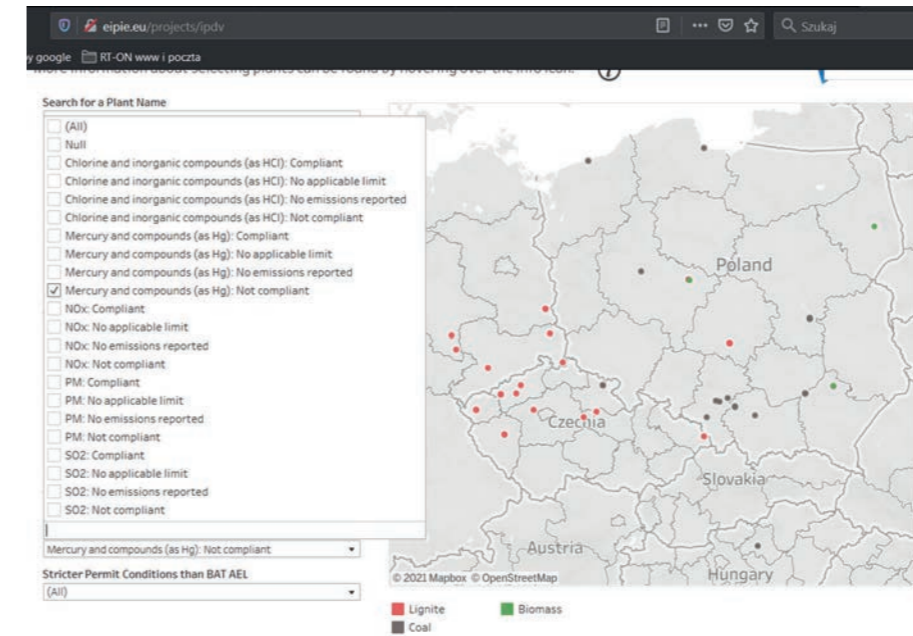 eipie.eu/projects/ipdv
Szukaj
y google
RT-ON www i poczta
More information about selecting plants can be found by hovering over the info icon.
Search for a Plant Name
(All)
Null
Chlorine and inorganic compounds (as HCl): Compliant
Chlorine and inorganic compounds (as HCl): No applicable limit
Chlorine and inorganic compounds (as HCl): No emissions reported
Chlorine and inorganic compounds (as HCl): Not compliant
Mercury and compounds (as Hg): Compliant
Mercury and compounds (as Hg): No applicable limit
Mercury and compounds (as Hg): No emissions reported
Mercury and compounds (as Hg): Not compliant
NOx: Compliant
NOx: No applicable limit
NOx: No emissions reported
NOx: Not compliant
PM: Compliant
PM: No applicable limit
PM: No emissions reported
PM: Not compliant
SO2: Compliant
SO2: No applicable limit
SO2: No emissions reported
SO2: Not compliant
Mercury and compounds (as Hg): Not compliant
Stricter Permit Conditions than BAT AEL
(All)
Poland
Czechia
Slovakia
Austria
Hungary
© 2021 Mapbox © OpenStreetMap
Lignite
Biomass
Coal